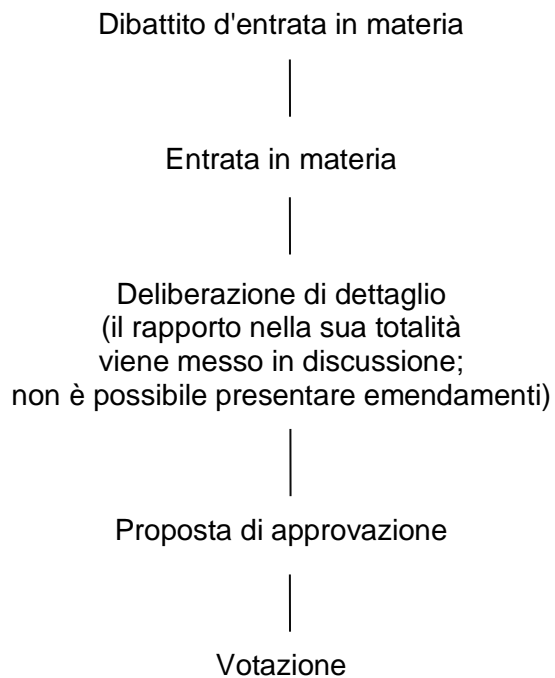 Dibattito d'entrata in materia
Entrata in materia
Deliberazione di dettaglio
(il rapporto nella sua totalità
viene messo in discussione;
non è possibile presentare emendamenti)
Proposta di approvazione
Votazione